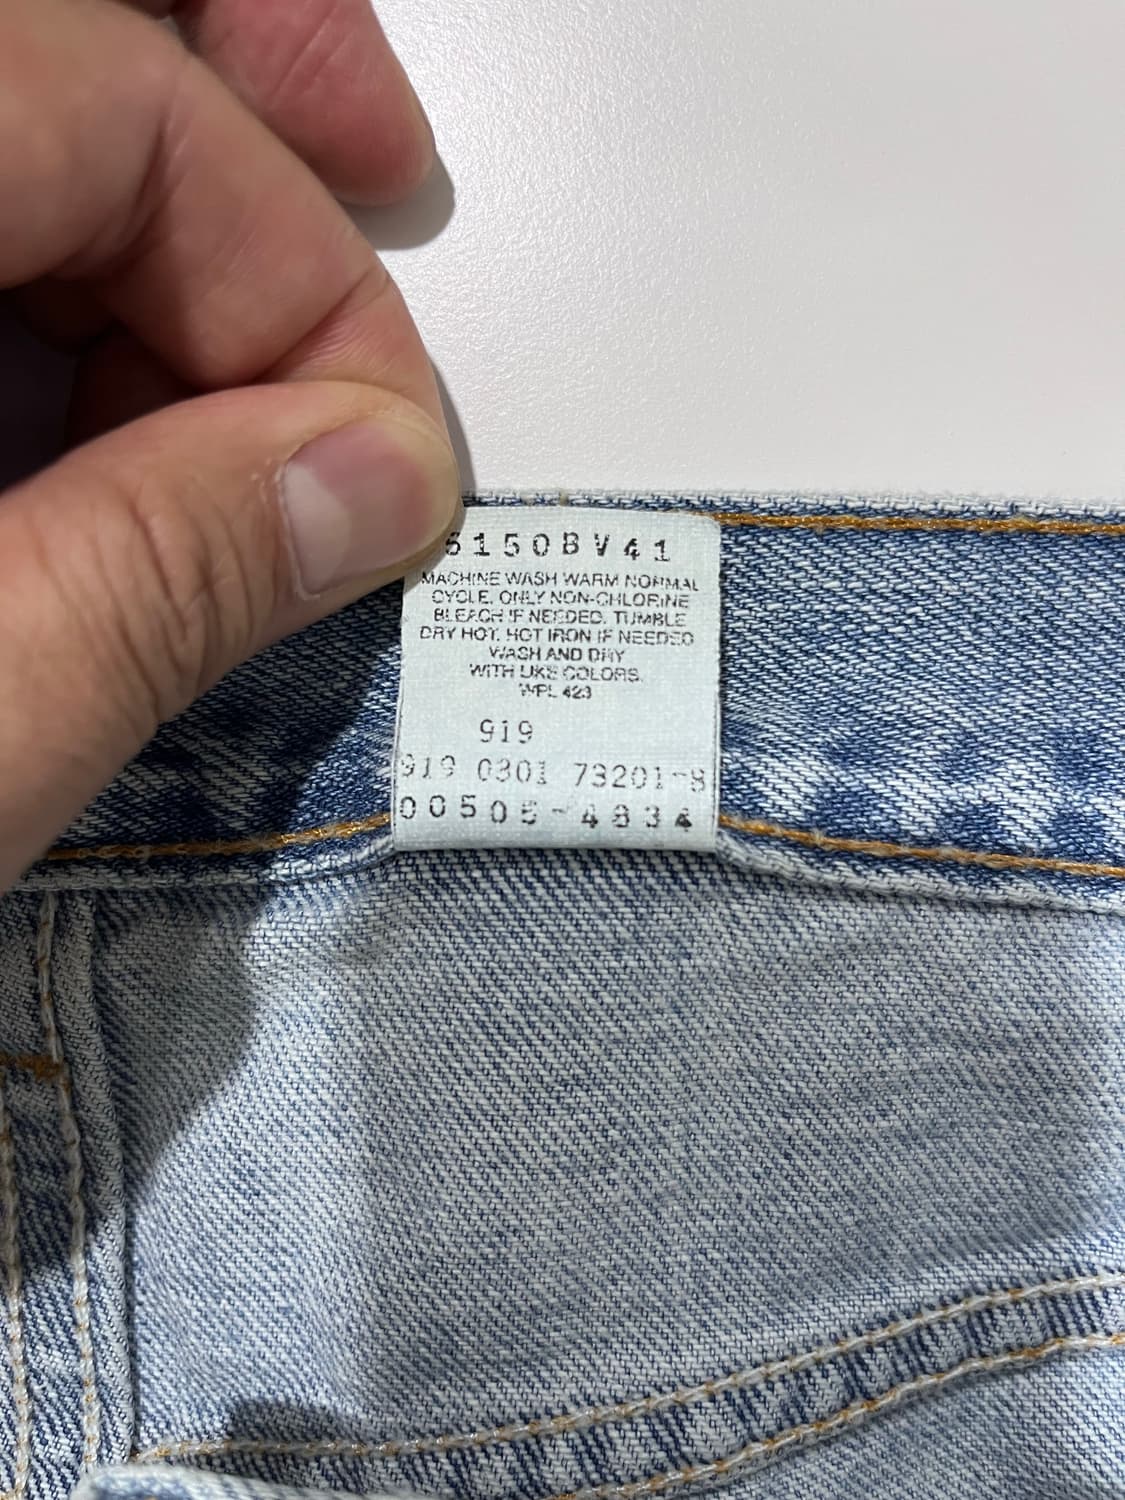 6150BV41
MACHINE WASH WARM NORMAL
CYCLE. ONLY NON-CHLORINE
BLEACH IF NEEDED. TUMBLE
DRY HOT. HOT IRON IF NEEDED
WASH AND DRY
WITH LIKE COLORS.
WPL 423
919
919 0301 73201-8
00505-4834